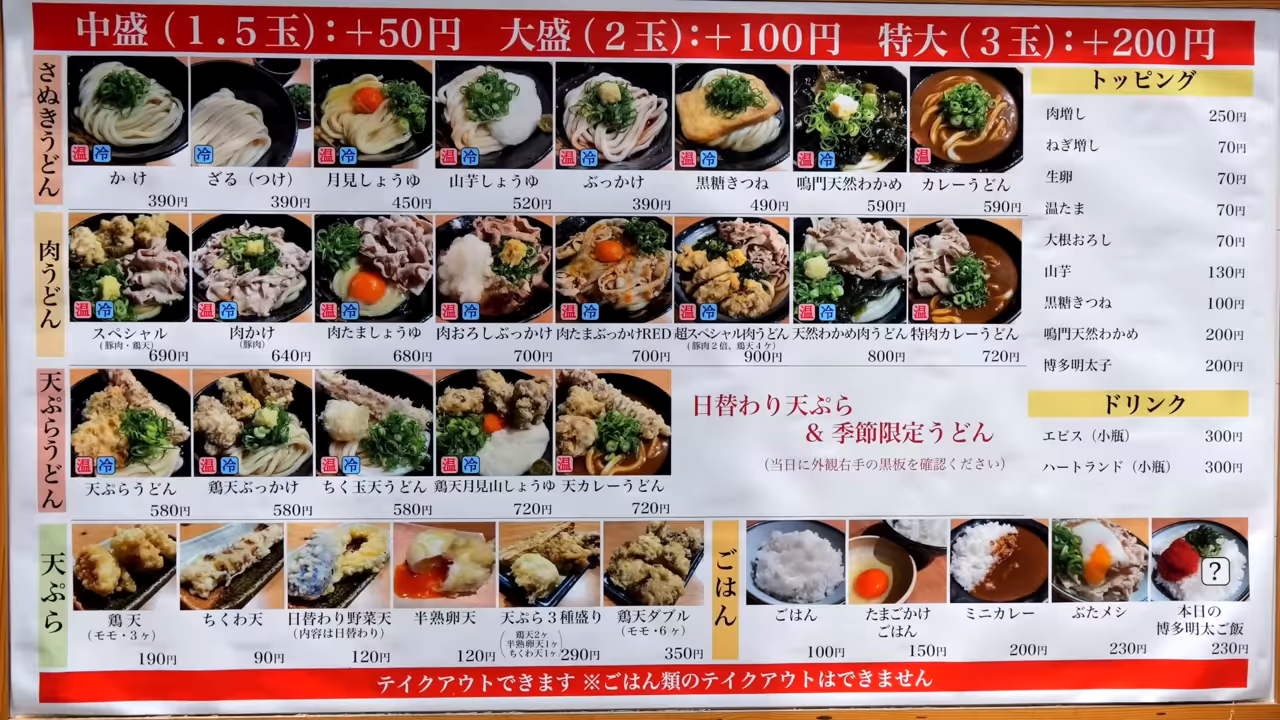 中盛(1.5玉):+50円 大盛(2玉):+100円 特大(3玉):+200円
さぬきうどん
温 冷 温 冷 温 冷 温 冷 温 冷 温 冷 温 冷 温
かけ ざる(つけ) 月見しょうゆ 山芋しょうゆ ぶっかけ 黒糖きつね 鳴門天然わかめ カレーうどん
390円 390円 450円 520円 390円 490円 590円 590円
肉うどん
温 冷 温 冷 温 冷 温 冷 温 冷 温 冷 温 冷 温
スペシャル 肉かけ 肉たましょうゆ 肉おろしぶっかけ 肉たまぶっかけRED 超スペシャル肉うどん 天然わかめ肉うどん 特肉カレーうどん
(豚肉・鶏天) (豚肉) (豚肉2倍、鶏天4ヶ)
690円 640円 680円 700円 700円 900円 800円 720円
天ぷらうどん
温 冷 温 冷 温 冷 温 冷 温
天ぷらうどん 鶏天ぶっかけ ちく玉天うどん 鶏天月見山しょうゆ 天カレーうどん
580円 580円 580円 720円 720円
日替わり天ぷら
& 季節限定うどん
(当日に外観右手の黒板を確認ください)
天ぷら
鶏天 ちくわ天 日替わり野菜天 半熟卵天 天ぷら3種盛り 鶏天ダブル
(モモ・3ヶ) (内容は日替わり) (モモ・6ヶ)
鶏天2ヶ
半熟卵天1ヶ
ちくわ天1ヶ
190円 90円 120円 120円 290円 350円
ごはん
?
ごはん たまごかけ ミニカレー ぶたメシ 本日の
ごはん 博多明太ご飯
100円 150円 200円 230円 230円
トッピング
肉増し 250円
ねぎ増し 70円
生卵 70円
温たま 70円
大根おろし 70円
山芋 130円
黒糖きつね 100円
鳴門天然わかめ 200円
博多明太子 200円
ドリンク
エビス(小瓶) 300円
ハートランド(小瓶) 300円
テイクアウトできます ※ごはん類のテイクアウトはできません